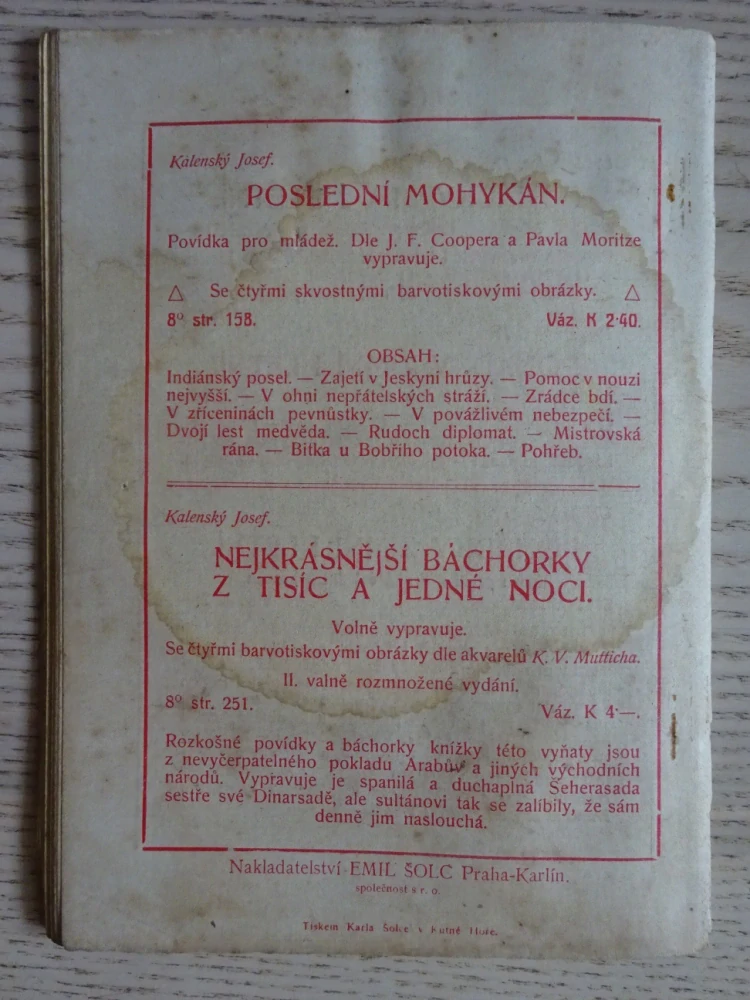 Kalenský Josef.
POSLEDNÍ MOHYKÁN.
Povídka pro mládež. Dle J. F. Coopera a Pavla Moritze
vypravuje.
△ Se čtyřmi skvostnými barvotiskovými obrázky. △
8º str. 158. Váz. K 2·40.
OBSAH:
Indiánský posel. — Zajetí v Jeskyni hrůzy. — Pomoc v nouzi
nejvyšší. — V ohni nepřátelských stráží. — Zrádce bdí. —
V zříceninách pevnůstky. — V povážlivém nebezpečí. —
Dvojí lest medvěda. — Rudoch diplomat. — Mistrovská
rána. — Bitka u Bobřího potoka. — Pohřeb.
Kalenský Josef.
NEJKRÁSNĚJŠÍ BÁCHORKY
Z TISÍC A JEDNÉ NOCI.
Volně vypravuje.
Se čtyřmi barvotiskovými obrázky dle akvarelů K. V. Mutticha.
II. valně rozmnožené vydání.
8º str. 251. Váz. K 4·—.
Rozkošné povídky a báchorky knížky této vyňaty jsou
z nevyčerpatelného pokladu Arabův a jiných východních
národů. Vypravuje je spanilá a duchaplná Šeherasada
sestře své Dinarsadě, ale sultánovi tak se zalíbily, že sám
denně jim naslouchá.
Nakladatelství EMIL ŠOLC Praha-Karlín.
společnost s r. o.
Tiskem Karla Šolce v Kutné Hoře.